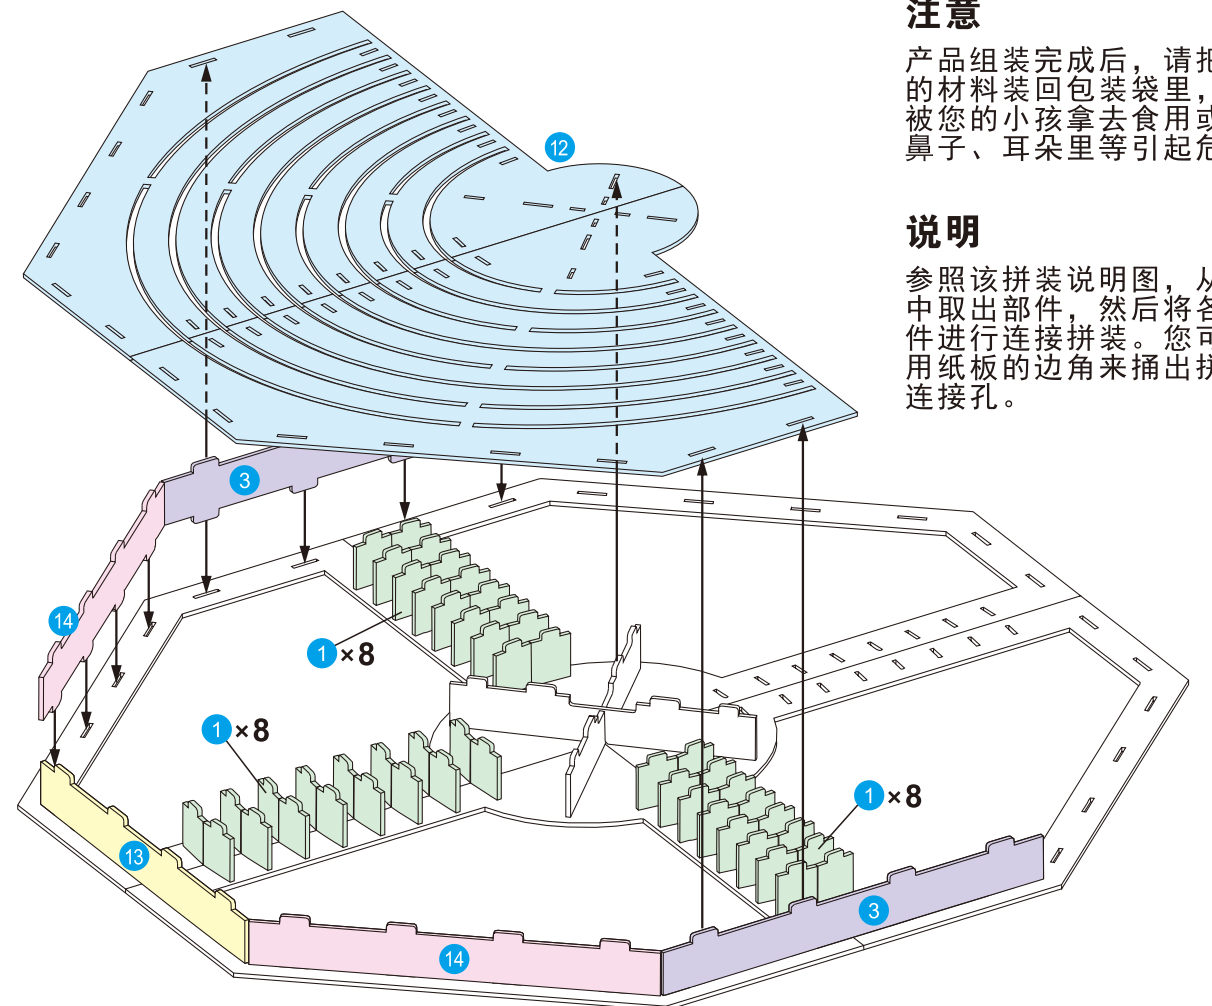 注意
产品组装完成后，请把
的材料装回包装袋里，
被您的小孩拿去食用或
鼻子、耳朵里等引起危
说明
参照该拼装说明图，从
中取出部件，然后将各
件进行连接拼装。您可
用纸板的边角来捅出拼
连接孔。
12
3
14
1×8
1×8
1×8
13
3
14